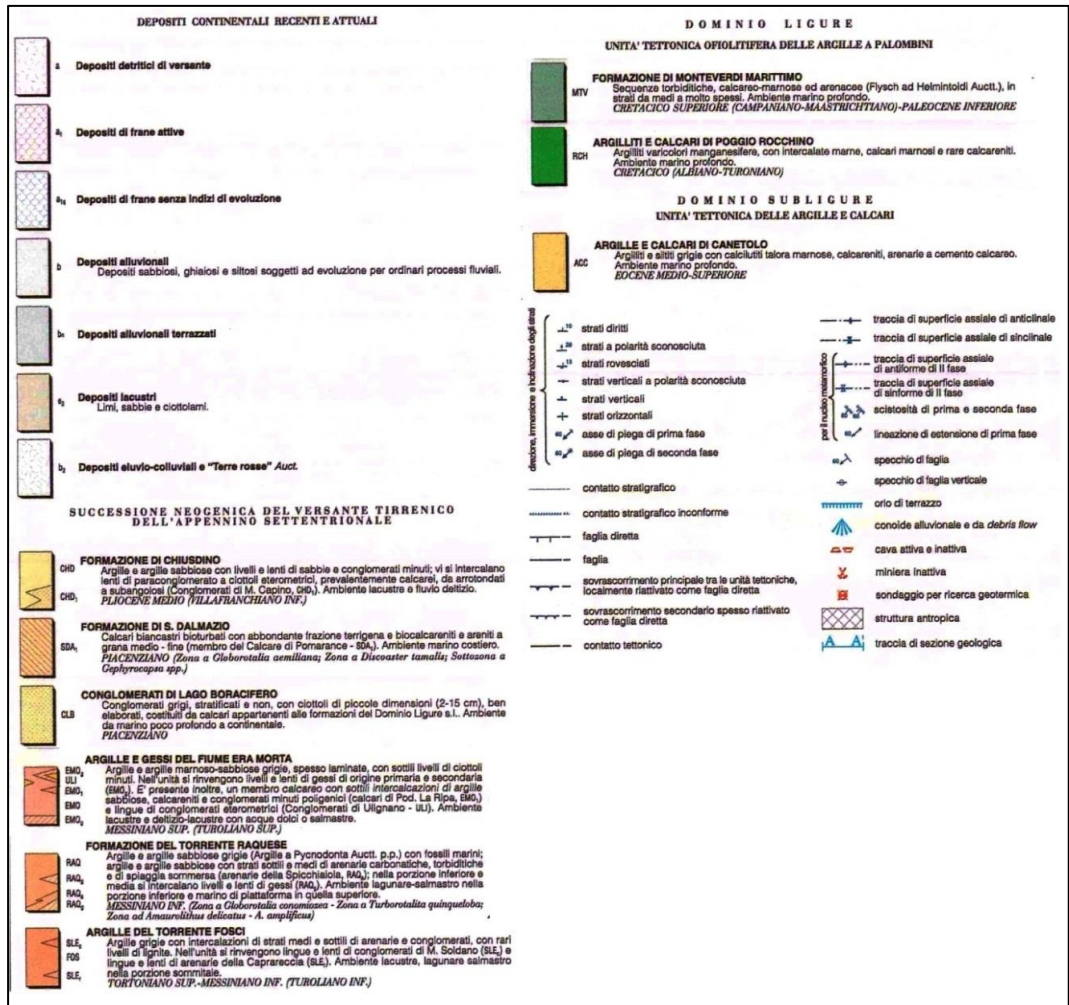 DEPOSITI CONTINENTALI RECENTI E ATTUALI
a Depositi detritici di versante
a₁ Depositi di frane attive
Depositi di frane senza indizi di evoluzione
b Depositi alluvionali
Depositi sabbiosi, ghiaiosi e siltosi soggetti ad evoluzione per ordinari processi fluviali.
bₙ Depositi alluvionali terrazzati
e₂ Depositi lacustri
Limi, sabbie e ciottolami.
b₂ Depositi eluvio-colluviali e "Terre rosse" Auct.
SUCCESSIONE NEOGENICA DEL VERSANTE TIRRENICO
DELL'APPENNINO SETTENTRIONALE
FORMAZIONE DI CHIUSDINO
CHD Argille e argille sabbiose con livelli e lenti di sabbie e conglomerati minuti; vi si intercalano
lenti di paraconglomerato a ciottoli eterometrici, prevalentemente calcarei, da arrotondati
CHD₁ a subangolosi (Conglomerati di M. Capino, CHD₁). Ambiente lacustre e fluvio deltizio.
PLIOCENE MEDIO (VILLAFRANCHIANO INF.)
FORMAZIONE DI S. DALMAZIO
Calcari biancastri bioturbati con abbondante frazione terrigena e biocalcareniti e areniti a
SDA₁ grana medio - fine (membro del Calcare di Pomarance - SDA₁). Ambiente marino costiero.
PIACENZIANO (Zona a Globorotalia aemiliana; Zona a Discoaster tamalis; Sottozona a
Gephyrocapsa spp.)
CONGLOMERATI DI LAGO BORACIFERO
Conglomerati grigi, stratificati e non, con ciottoli di piccole dimensioni (2-15 cm), ben
CLB elaborati, costituiti da calcari appartenenti alle formazioni del Dominio Ligure s.l.. Ambiente
da marino poco profondo a continentale.
PIACENZIANO
ARGILLE E GESSI DEL FIUME ERA MORTA
EMO₃ Argille e argille marnoso-sabbiose grigie, spesso laminate, con sottili livelli di ciottoli
ULI minuti. Nell'unità si rinvengono livelli e lenti di gessi di origine primaria e secondaria
EMO₁ (EMO₂). E' presente inoltre, un membro calcareo con sottili intercalazioni di argille
sabbiose, calcareniti e conglomerati minuti poligenici (calcari di Pod. La Ripa, EMO₁)
EMO e lingue di conglomerati eterometrici (Conglomerati di Ulignano - ULI). Ambiente
lacustre e deltizio-lacustre con acque dolci o salmastre.
MESSINIANO SUP. (TUROLIANO SUP.)
FORMAZIONE DEL TORRENTE RAQUESE
RAQ Argille e argille sabbiose grigie (Argille a Pycnodonta Auctt. p.p.) con fossili marini;
argille e argille sabbiose con strati sottili e medi di arenarie carbonatiche, torbiditiche
e di spiaggia sommersa (arenarie della Spicchiaiola, RAQ₃); nella porzione inferiore e
media si intercalano livelli e lenti di gessi (RAQ₂). Ambiente lagunare-salmastro nella
porzione inferiore e marino di piattaforma in quella superiore.
MESSINIANO INF. (Zona a Globorotalia conomiozea - Zona a Turborotalita quinqueloba;
Zona ad Amaurolithus delicatus - A. amplificus)
ARGILLE DEL TORRENTE FOSCI
SLE₂ Argille grigie con intercalazioni di strati medi e sottili di arenarie e conglomerati, con rari
livelli di lignite. Nell'unità si rinvengono lingue e lenti di conglomerati di M. Soldano (SLE₂) e
FOS lingue e lenti di arenarie della Caprareccia (SLE₁). Ambiente lacustre, lagunare salmastro
SLE₁ nella porzione sommitale.
TORTONIANO SUP.-MESSINIANO INF. (TUROLIANO INF.)
DOMINIO LIGURE
UNITA' TETTONICA OFIOLITIFERA DELLE ARGILLE A PALOMBINI
FORMAZIONE DI MONTEVERDI MARITTIMO
MTV Sequenze torbiditiche, calcareo-marnose ed arenacee (Flysch ad Helmintoidi Auctt.), in
strati da medi a molto spessi. Ambiente marino profondo.
CRETACICO SUPERIORE (CAMPANIANO-MAASTRICHTIANO)-PALEOCENE INFERIORE
ARGILLITI E CALCARI DI POGGIO ROCCHINO
RCH Argilliti varicolori manganesifere, con intercalate marne, calcari marnosi e rare calcareniti.
Ambiente marino profondo.
CRETACICO (ALBIANO-TURONIANO)
DOMINIO SUBLIGURE
UNITA' TETTONICA DELLE ARGILLE E CALCARI
ARGILLE E CALCARI DI CANETOLO
ACC Argilliti e siltiti grigie con calcilutiti talora marnose, calcareniti, arenarie a cemento calcareo.
Ambiente marino profondo.
EOCENE MEDIO-SUPERIORE
direzione, immersione e inclinazione degli strati
strati diritti
strati a polarità sconosciuta
strati rovesciati
strati verticali a polarità sconosciuta
strati verticali
strati orizzontali
asse di piega di prima fase
asse di piega di seconda fase
contatto stratigrafico
contatto stratigrafico inconforme
faglia diretta
faglia
sovrascorrimento principale tra le unità tettoniche,
localmente riattivato come faglia diretta
sovrascorrimento secondario spesso riattivato
come faglia diretta
contatto tettonico
traccia di superficie assiale di anticlinale
traccia di superficie assiale di sinclinale
per il nucleo metamorfico
traccia di superficie assiale
di antiforme di II fase
traccia di superficie assiale
di sinforme di II fase
scistosità di prima e seconda fase
lineazione di estensione di prima fase
specchio di faglia
specchio di faglia verticale
orlo di terrazzo
conoide alluvionale e da debris flow
cava attiva e inattiva
miniera inattiva
sondaggio per ricerca geotermica
struttura antropica
A A' traccia di sezione geologica